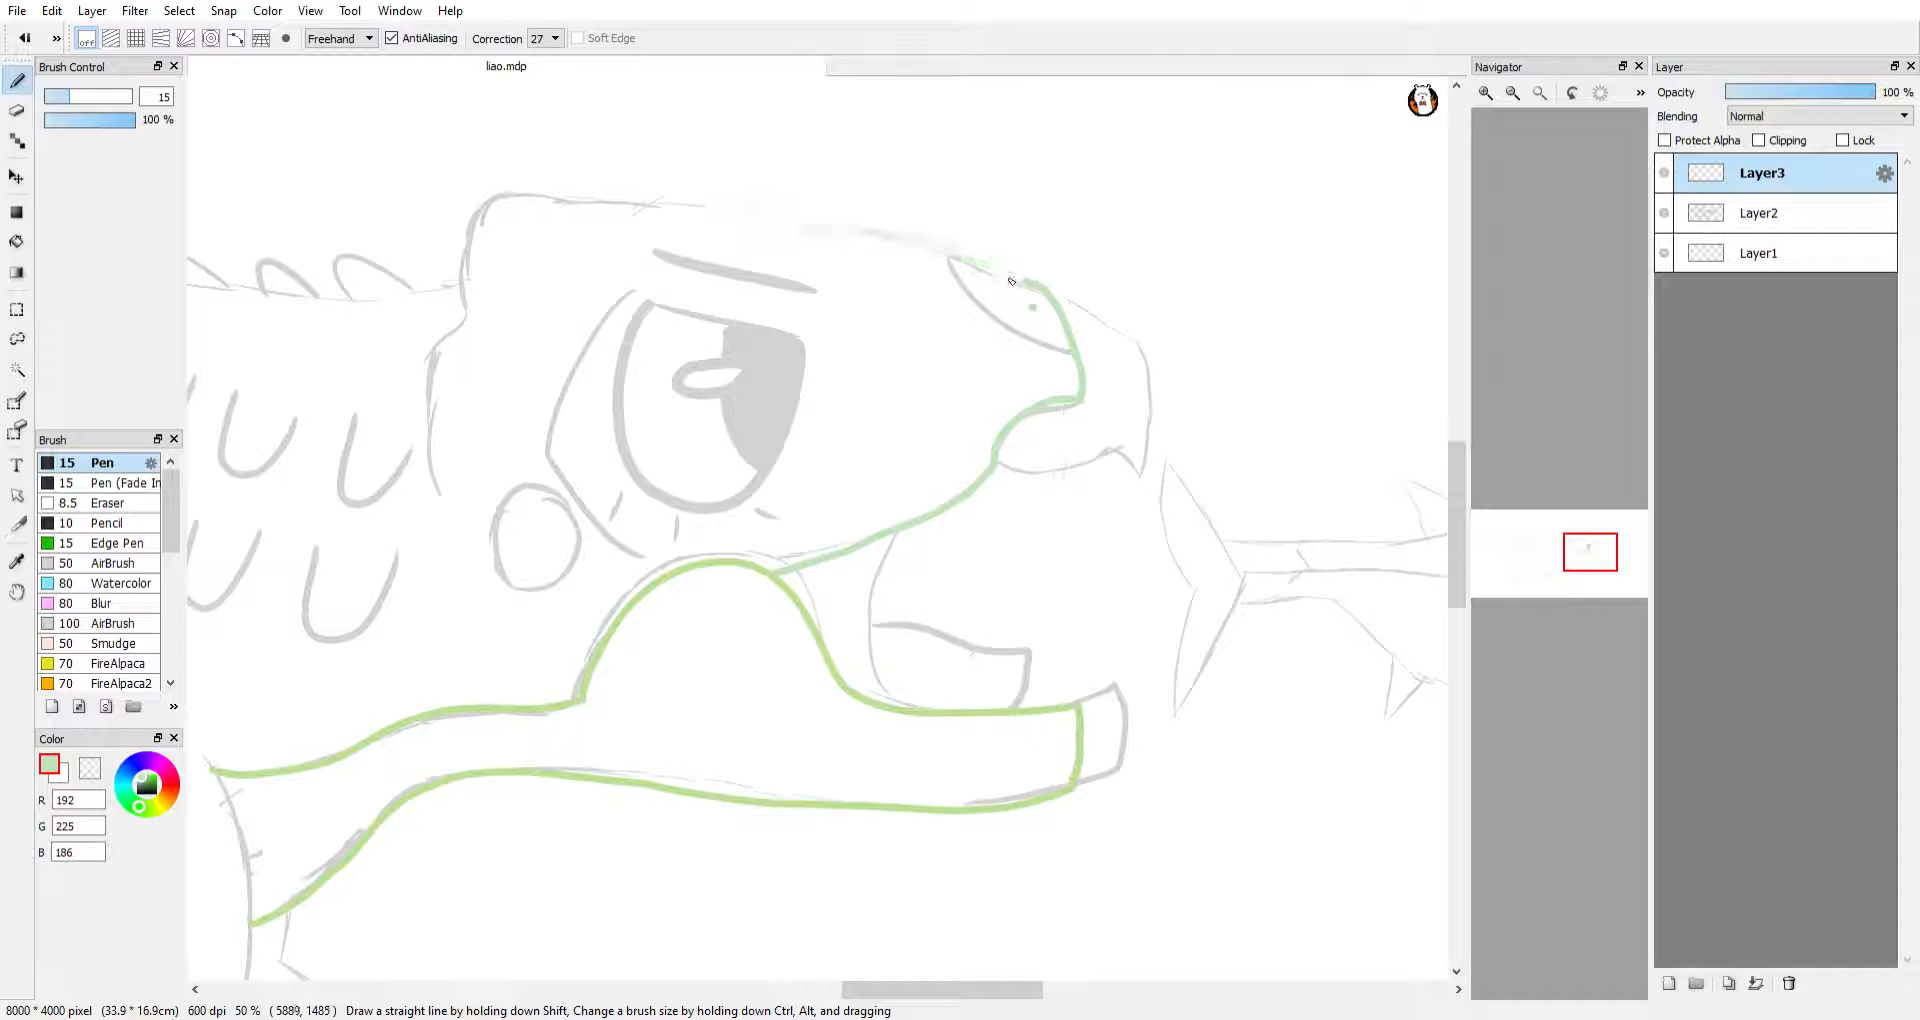 File Edit Layer Filter Select Snap Color View Tool Window Help
off Freehand AntiAliasing Correction 27 Soft Edge
Brush Control
15
100 %
liao.mdp
Brush
15 Pen
15 Pen (Fade In
8.5 Eraser
10 Pencil
15 Edge Pen
50 AirBrush
80 Watercolor
80 Blur
100 AirBrush
50 Smudge
70 FireAlpaca
70 FireAlpaca2
Color
R 192
G 225
B 186
Navigator
Layer
Opacity 100 %
Blending Normal
Protect Alpha Clipping Lock
Layer3
Layer2
Layer1
8000 * 4000 pixel (33.9 * 16.9cm) 600 dpi 50 % ( 5889, 1485 ) Draw a straight line by holding down Shift, Change a brush size by holding down Ctrl, Alt, and dragging